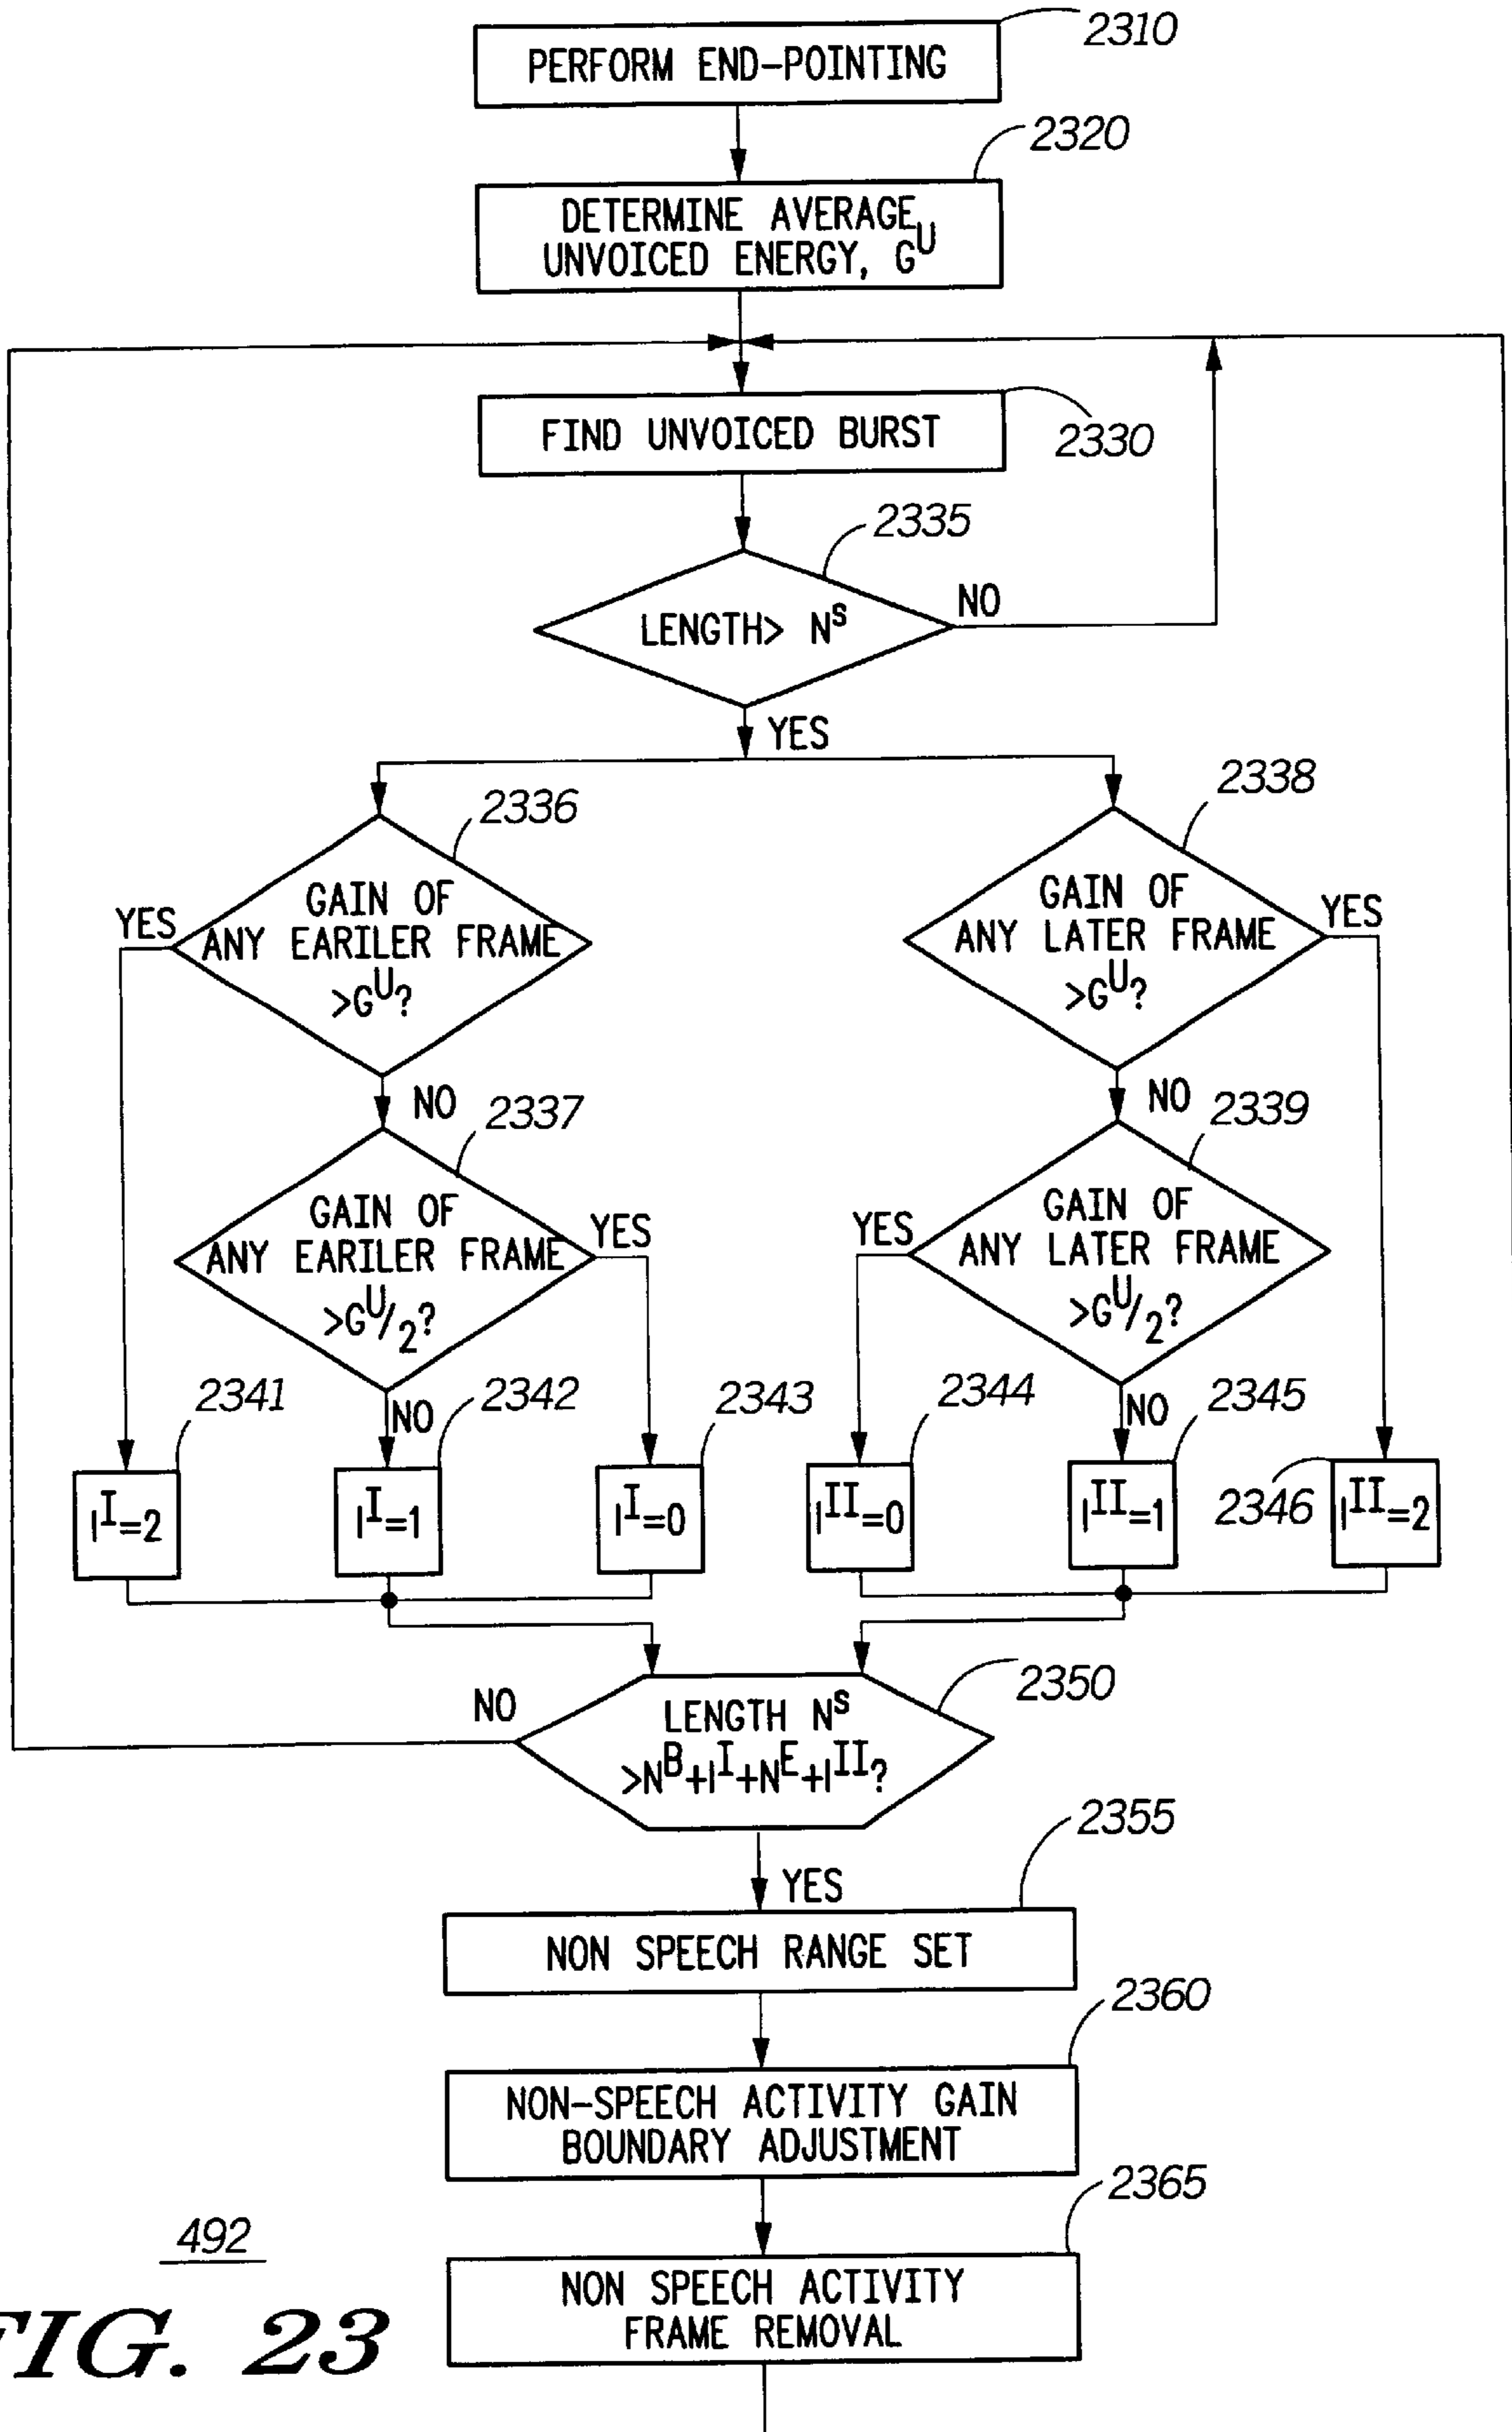 2310
PERFORM END-POINTING
2320
DETERMINE AVERAGE
UNVOICED ENERGY, G^U
FIND UNVOICED BURST
2330
2335
LENGTH> N^S
NO
YES
2336
GAIN OF
ANY EARILER FRAME
>G^U?
YES
NO
2338
GAIN OF
ANY LATER FRAME
>G^U?
YES
NO
2337
GAIN OF
ANY EARILER FRAME
>G^U/2?
YES
NO
2339
GAIN OF
ANY LATER FRAME
>G^U/2?
YES
NO
2341
I^I=2
2342
I^I=1
2343
I^I=0
2344
I^II=0
2345
I^II=1
2346
I^II=2
2350
NO
LENGTH N^S
>N^B+I^I+N^E+I^II?
YES
2355
NON SPEECH RANGE SET
2360
NON-SPEECH ACTIVITY GAIN
BOUNDARY ADJUSTMENT
2365
NON SPEECH ACTIVITY
FRAME REMOVAL
492
FIG. 23